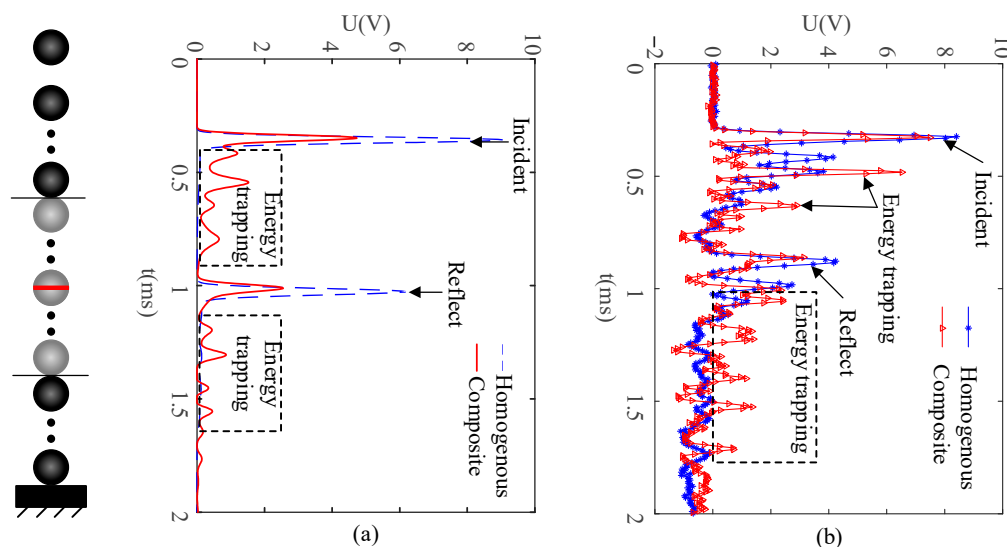 U(V)
0 2 4 6 8 10
0
0.5
1
1.5
2
t(ms)
Incident
Energy
trapping
Reflect
Energy
trapping
Homogenous
Composite
(a)
U(V)
-2 0 2 4 6 8 10
0
0.5
1
1.5
2
t(ms)
Incident
Energy trapping
Reflect
Energy trapping
Homogenous
Composite
(b)